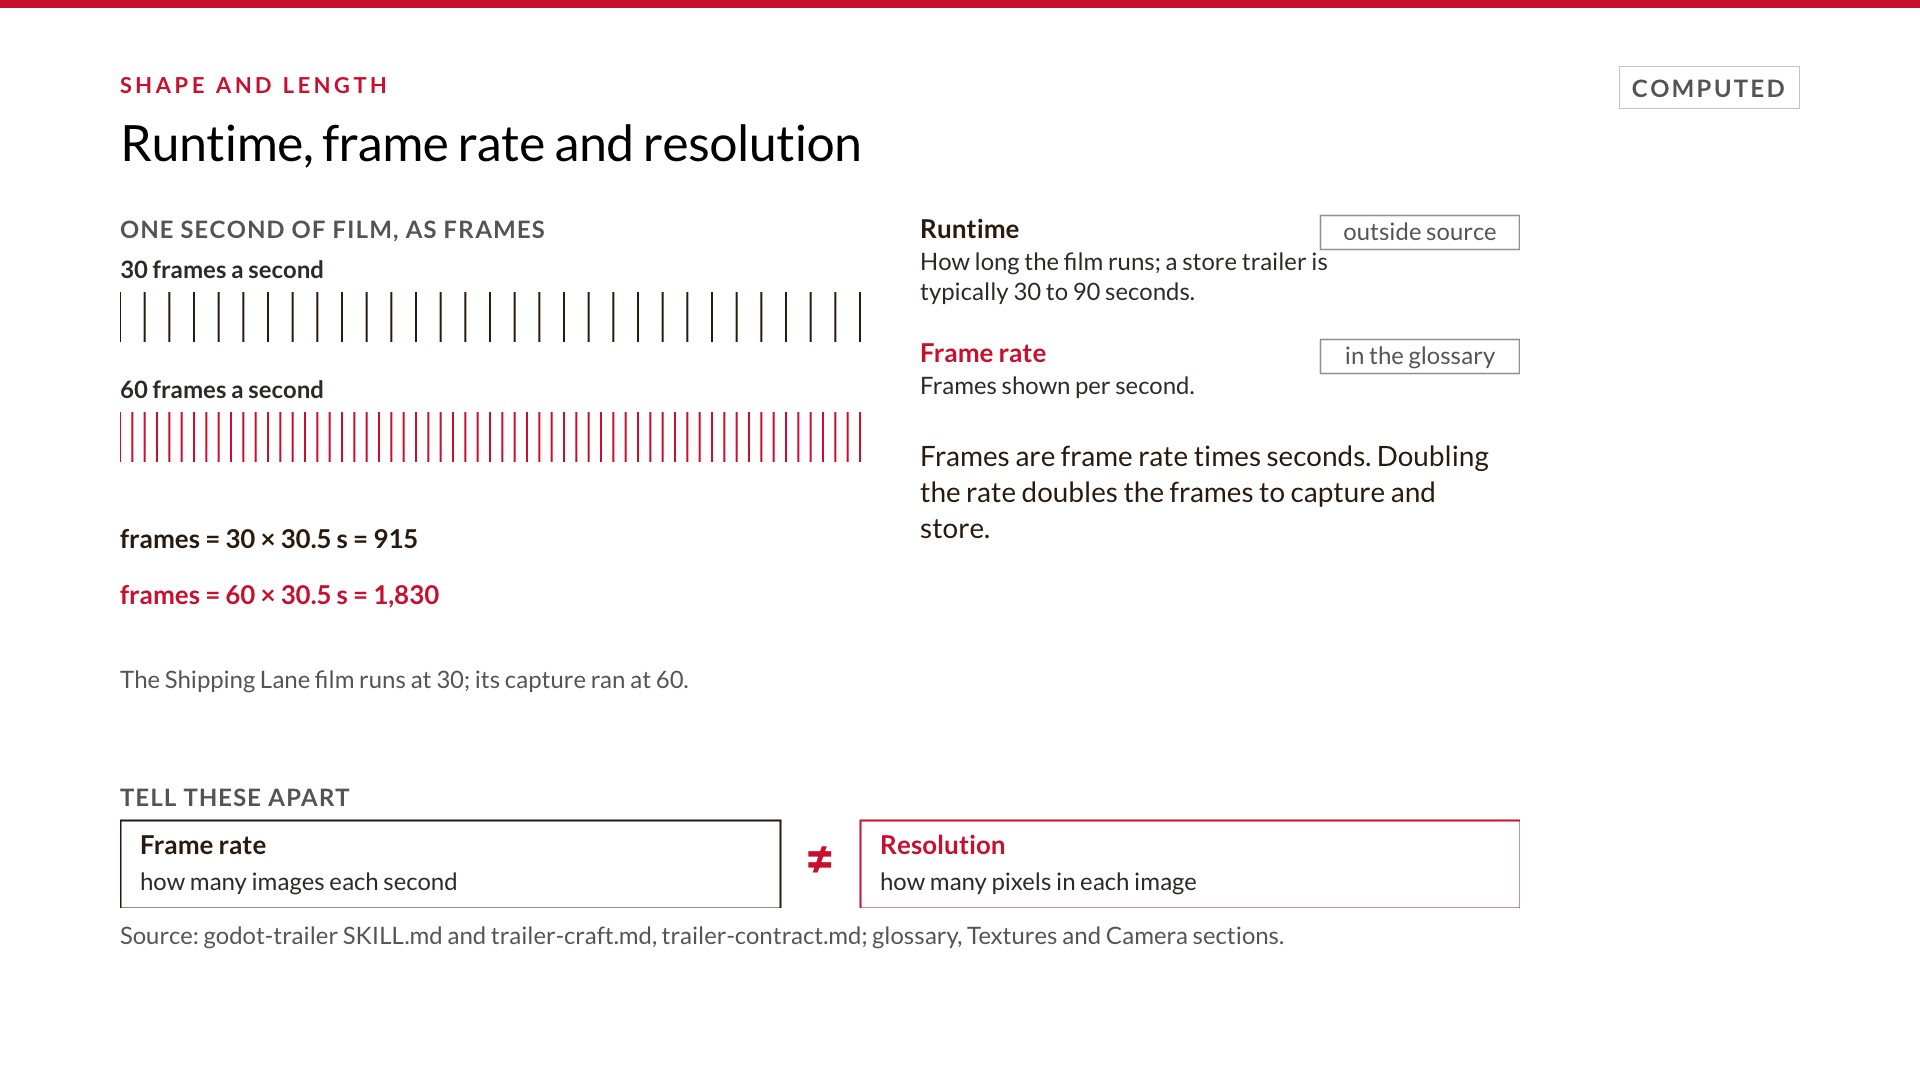 SHAPE AND LENGTH
COMPUTED
Runtime, frame rate and resolution
ONE SECOND OF FILM, AS FRAMES
30 frames a second
60 frames a second
frames = 30 × 30.5 s = 915
frames = 60 × 30.5 s = 1,830
The Shipping Lane film runs at 30; its capture ran at 60.
Runtime
outside source
How long the film runs; a store trailer is
typically 30 to 90 seconds.
Frame rate
in the glossary
Frames shown per second.
Frames are frame rate times seconds. Doubling
the rate doubles the frames to capture and
store.
TELL THESE APART
Frame rate
how many images each second
≠
Resolution
how many pixels in each image
Source: godot-trailer SKILL.md and trailer-craft.md, trailer-contract.md; glossary, Textures and Camera sections.